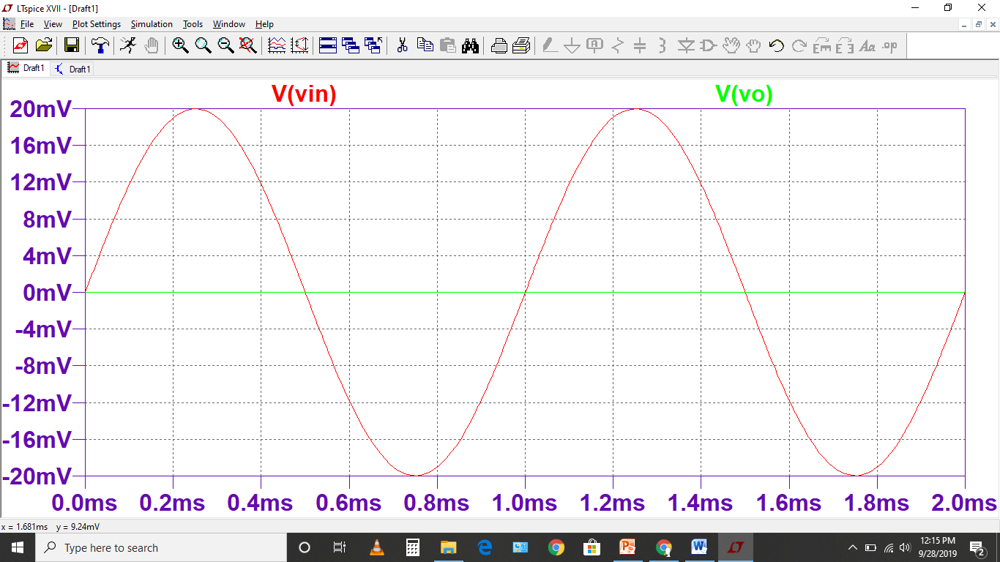 LTspice XVII - [Draft1]
File View Plot Settings Simulation Tools Window Help
Aa .op
Draft1 Draft1
V(vin) V(vo)
20mV
16mV
12mV
8mV
4mV
0mV
-4mV
-8mV
-12mV
-16mV
-20mV
0.0ms 0.2ms 0.4ms 0.6ms 0.8ms 1.0ms 1.2ms 1.4ms 1.6ms 1.8ms 2.0ms
x = 1.681ms y = 9.24mV
Type here to search
12:15 PM
9/28/2019
2